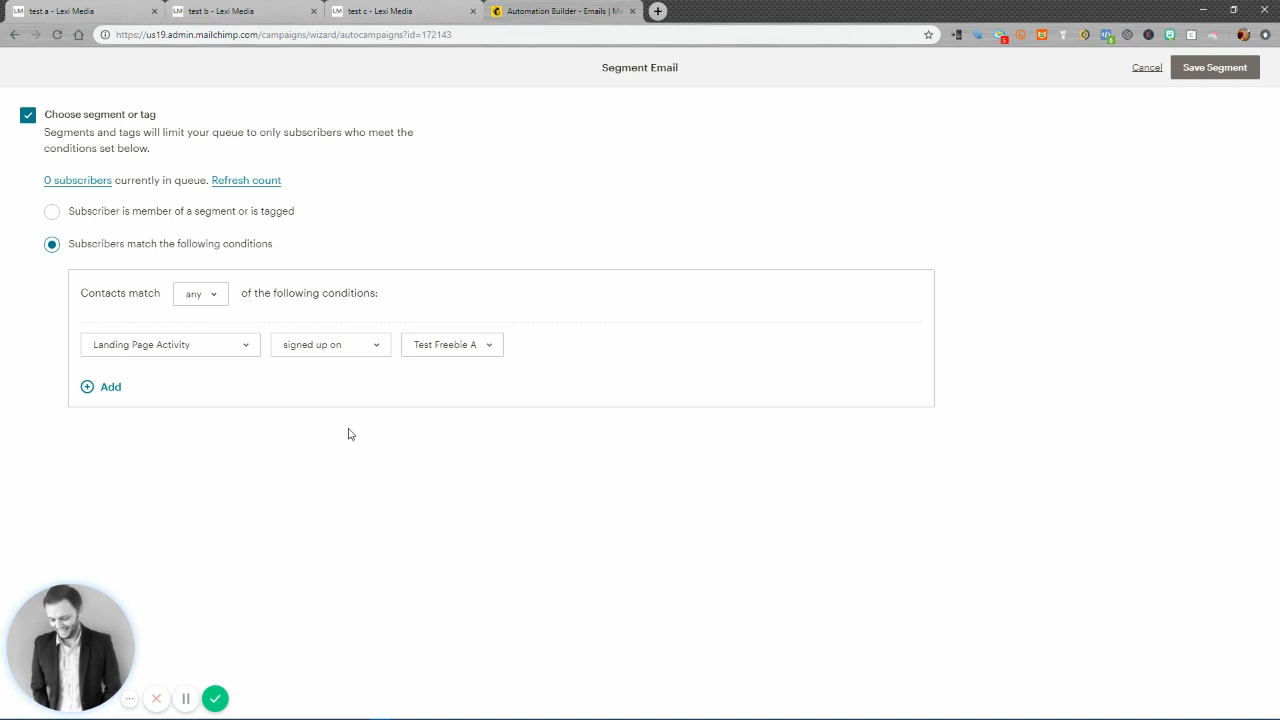 LM test a - Lexi Media
LM test b - Lexi Media
LM test c - Lexi Media
Automation Builder - Emails | Ma
https://us19.admin.mailchimp.com/campaigns/wizard/autocampaigns?id=172143
Segment Email
Cancel
Save Segment
Choose segment or tag
Segments and tags will limit your queue to only subscribers who meet the
conditions set below.
0 subscribers currently in queue. Refresh count
Subscriber is member of a segment or is tagged
Subscribers match the following conditions
Contacts match any of the following conditions:
Landing Page Activity
signed up on
Test Freebie A
Add